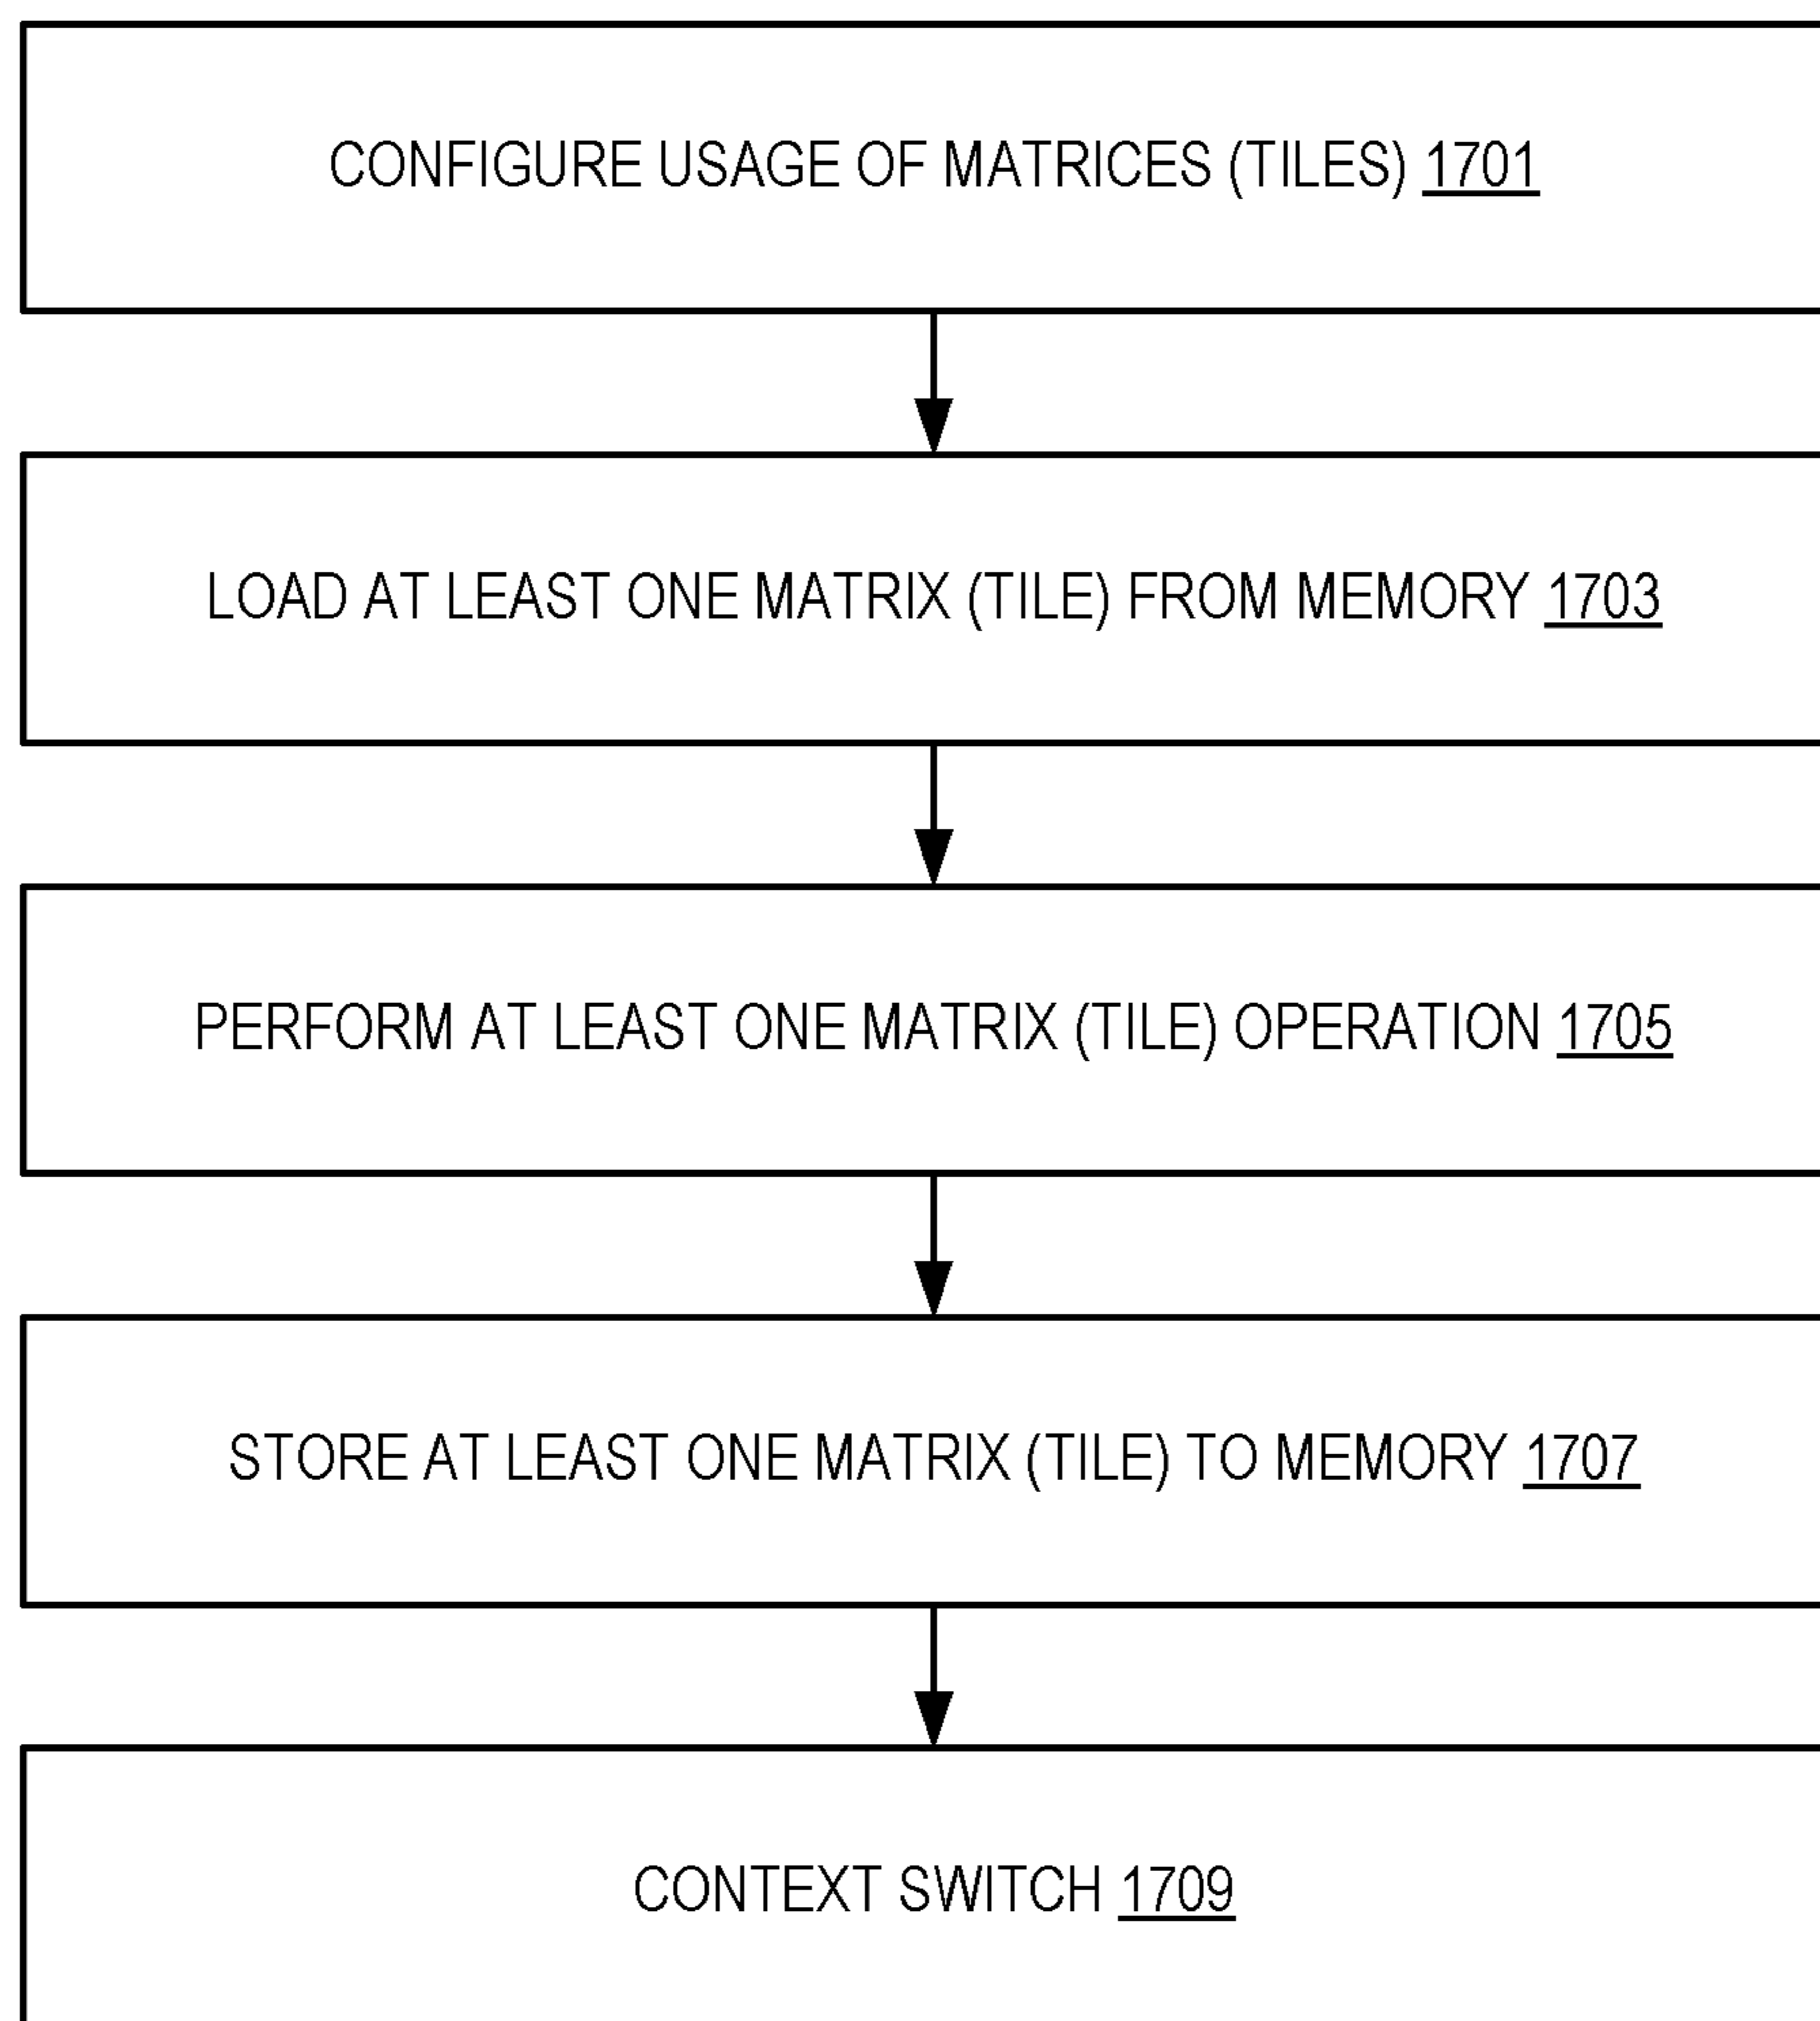 CONFIGURE USAGE OF MATRICES (TILES) 1701
LOAD AT LEAST ONE MATRIX (TILE) FROM MEMORY 1703
PERFORM AT LEAST ONE MATRIX (TILE) OPERATION 1705
STORE AT LEAST ONE MATRIX (TILE) TO MEMORY 1707
CONTEXT SWITCH 1709